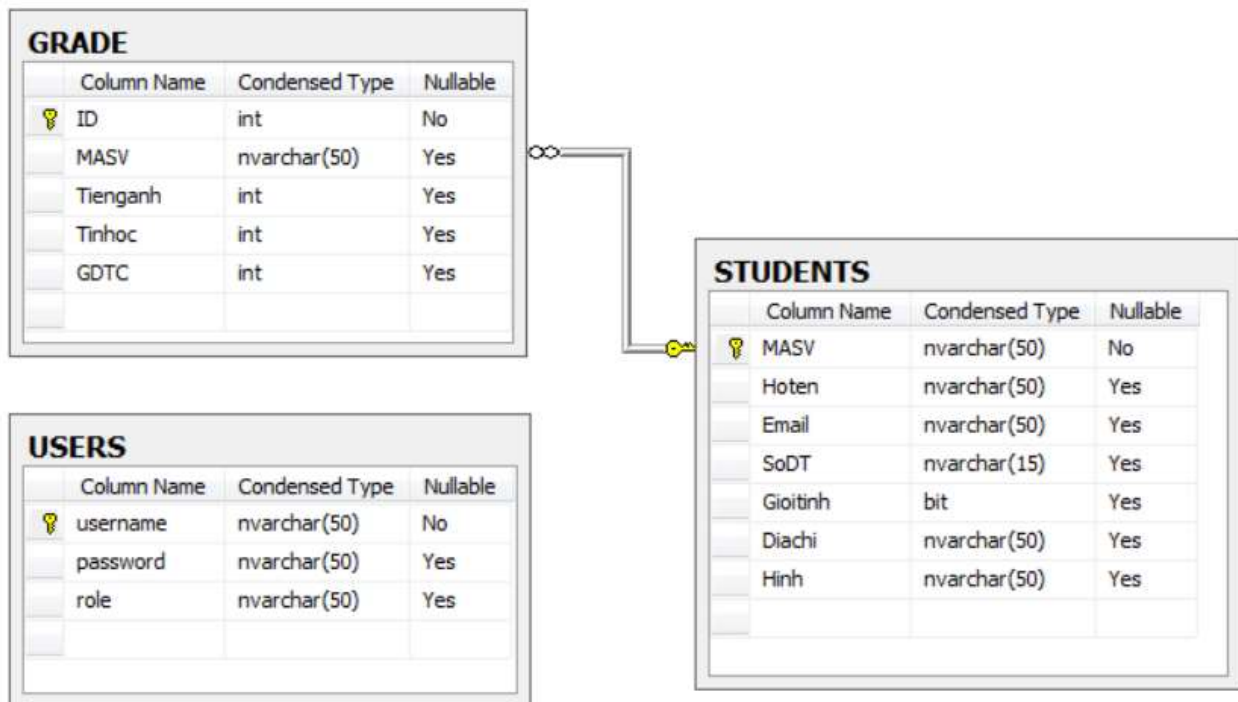 GRADE
Column Name Condensed Type Nullable
ID int No
MASV nvarchar(50) Yes
Tienganh int Yes
Tinhoc int Yes
GDTC int Yes
STUDENTS
Column Name Condensed Type Nullable
MASV nvarchar(50) No
Hoten nvarchar(50) Yes
Email nvarchar(50) Yes
SoDT nvarchar(15) Yes
Gioitinh bit Yes
Diachi nvarchar(50) Yes
Hinh nvarchar(50) Yes
USERS
Column Name Condensed Type Nullable
username nvarchar(50) No
password nvarchar(50) Yes
role nvarchar(50) Yes